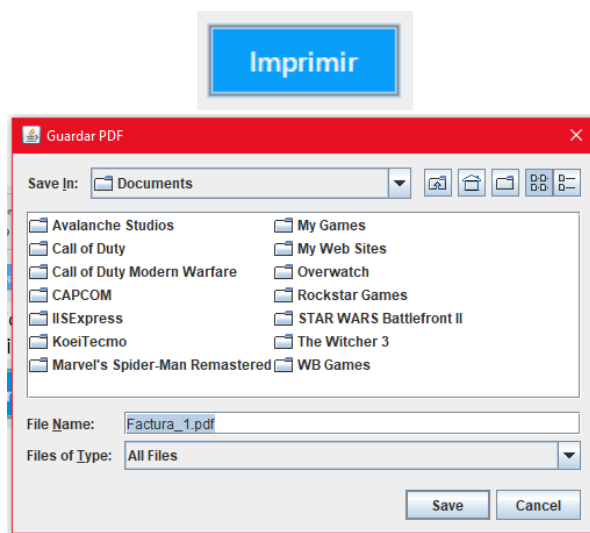 Imprimir
Guardar PDF
Save In: Documents
Avalanche Studios
Call of Duty
Call of Duty Modern Warfare
CAPCOM
IISExpress
KoeiTecmo
Marvel's Spider-Man Remastered
My Games
My Web Sites
Overwatch
Rockstar Games
STAR WARS Battlefront II
The Witcher 3
WB Games
File Name: Factura_1.pdf
Files of Type: All Files
Save Cancel